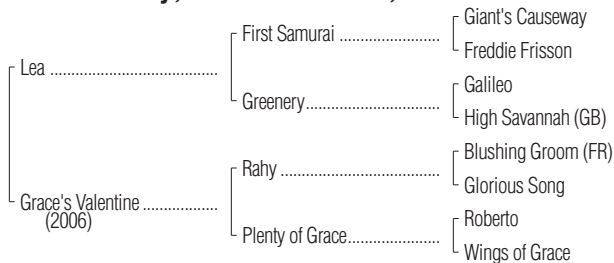 Giant's Causeway
First Samurai ....................
Freddie Frisson
Lea .................................
Galileo
Greenery..........................
High Savannah (GB)
Blushing Groom (FR)
Rahy ................................
Glorious Song
Grace's Valentine ...............
(2006)
Roberto
Plenty of Grace..................
Wings of Grace